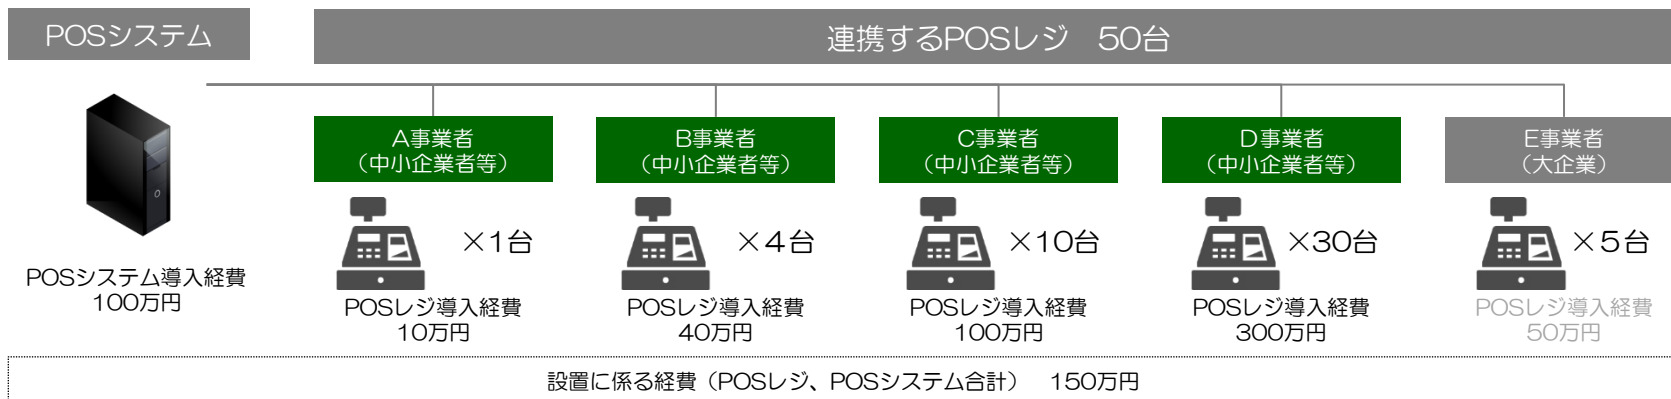 POSシステム
連携するPOSレジ　50台
A事業者
（中小企業者等）
B事業者
（中小企業者等）
C事業者
（中小企業者等）
D事業者
（中小企業者等）
E事業者
（大企業）
×1台
×4台
×10台
×30台
×5台
POSシステム導入経費
100万円
POSレジ導入経費
10万円
POSレジ導入経費
40万円
POSレジ導入経費
100万円
POSレジ導入経費
300万円
POSレジ導入経費
50万円
設置に係る経費（POSレジ、POSシステム合計）　150万円